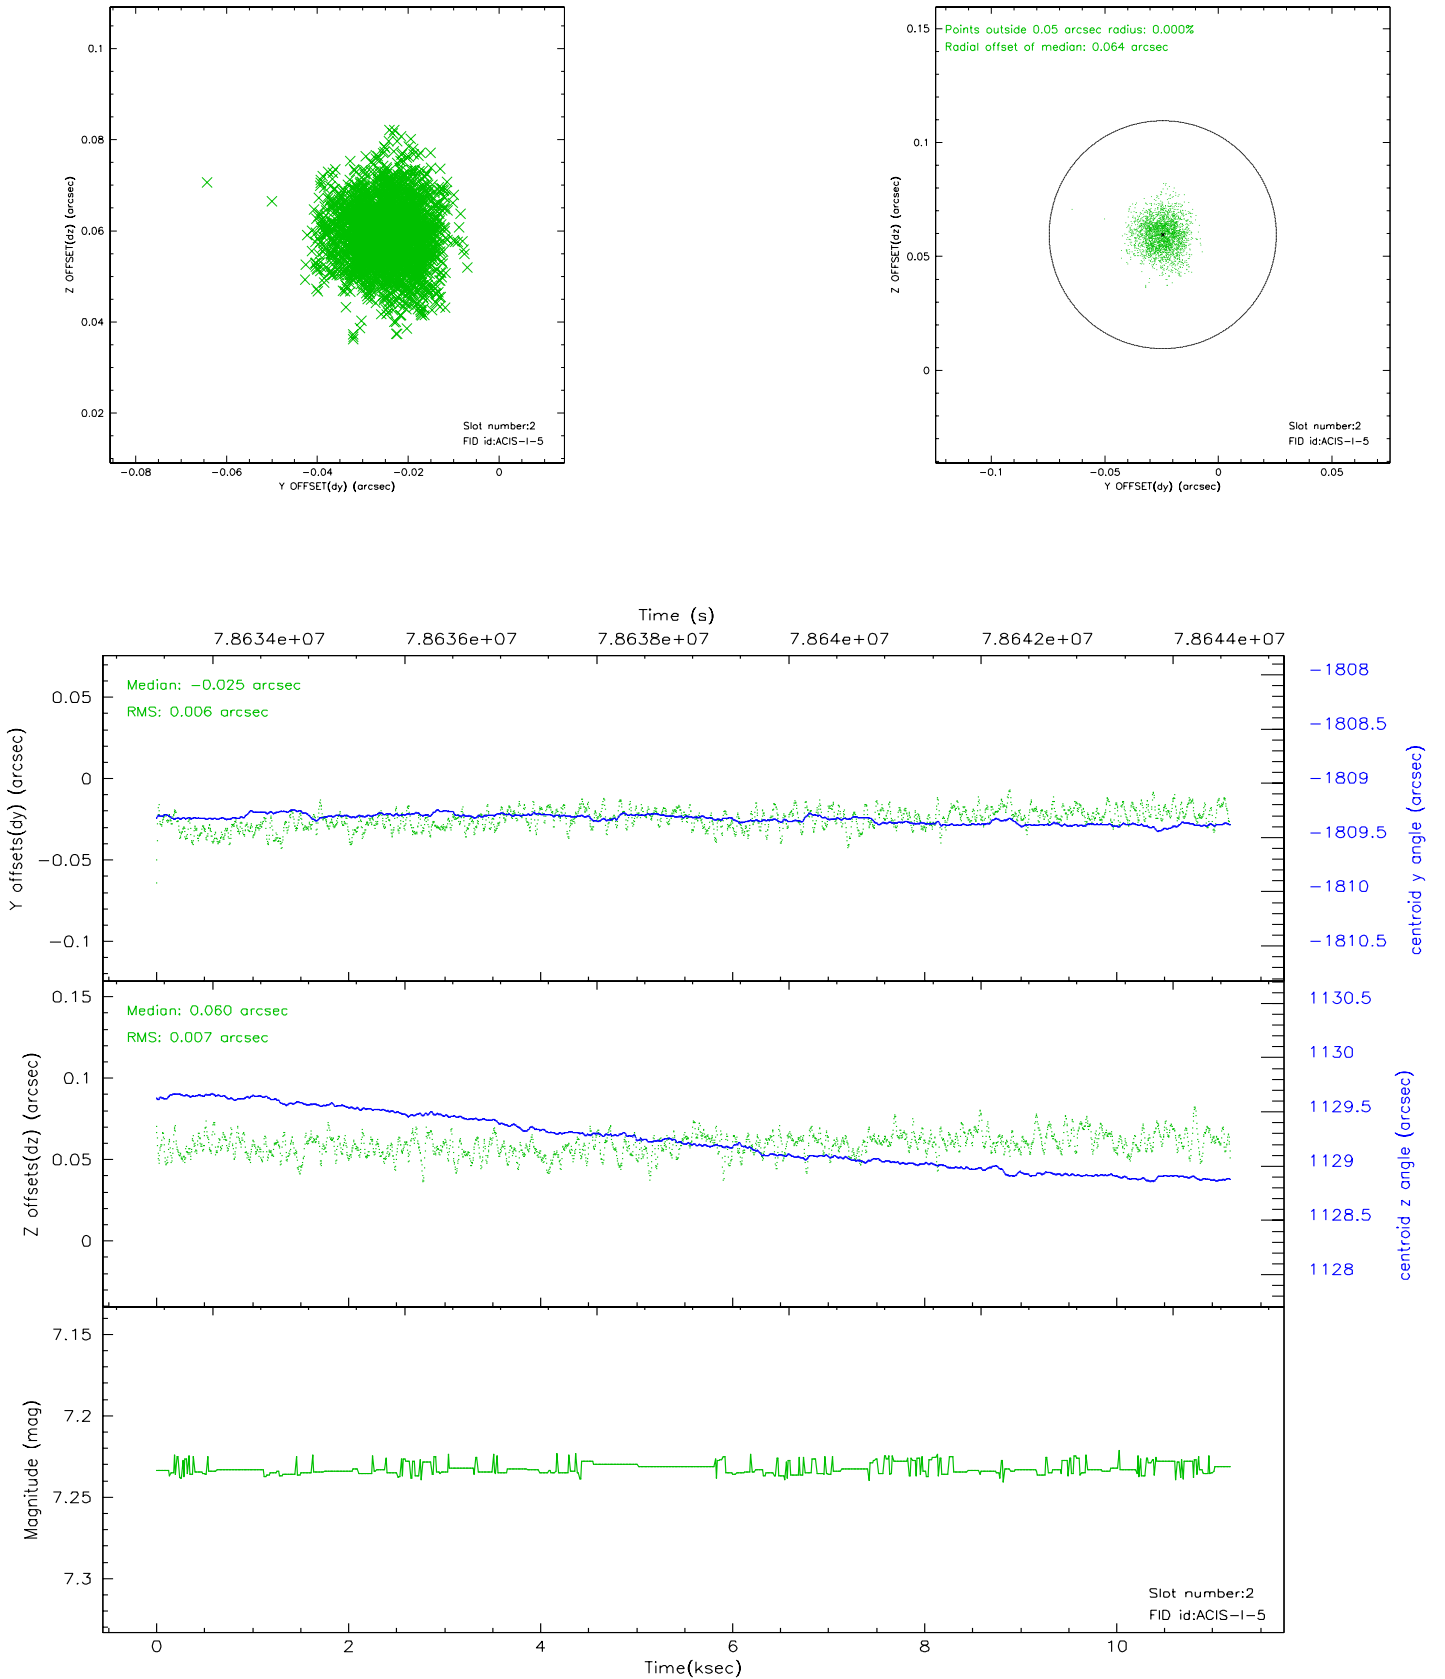 0.1
0.08
0.06
0.04
0.02
Z OFFSET(dz) (arcsec)
Slot number:2
FID id:ACIS-I-5
-0.08 -0.06 -0.04 -0.02 0
Y OFFSET(dy) (arcsec)
Points outside 0.05 arcsec radius: 0.000%
Radial offset of median: 0.064 arcsec
0.15
0.1
0.05
0
Z OFFSET(dz) (arcsec)
Slot number:2
FID id:ACIS-I-5
-0.1 -0.05 0 0.05
Y OFFSET(dy) (arcsec)
Time (s)
7.8634e+07 7.8636e+07 7.8638e+07 7.864e+07 7.8642e+07 7.8644e+07
Median: -0.025 arcsec
RMS: 0.006 arcsec
0.05
0
-0.05
-0.1
Y offsets(dy) (arcsec)
-1808
-1808.5
-1809
-1809.5
-1810
-1810.5
centroid y angle (arcsec)
Median: 0.060 arcsec
RMS: 0.007 arcsec
0.15
0.1
0.05
0
Z offsets(dz) (arcsec)
1130.5
1130
1129.5
1129
1128.5
1128
centroid z angle (arcsec)
7.15
7.2
7.25
7.3
Magnitude (mag)
Slot number:2
FID id:ACIS-I-5
0 2 4 6 8 10
Time(ksec)